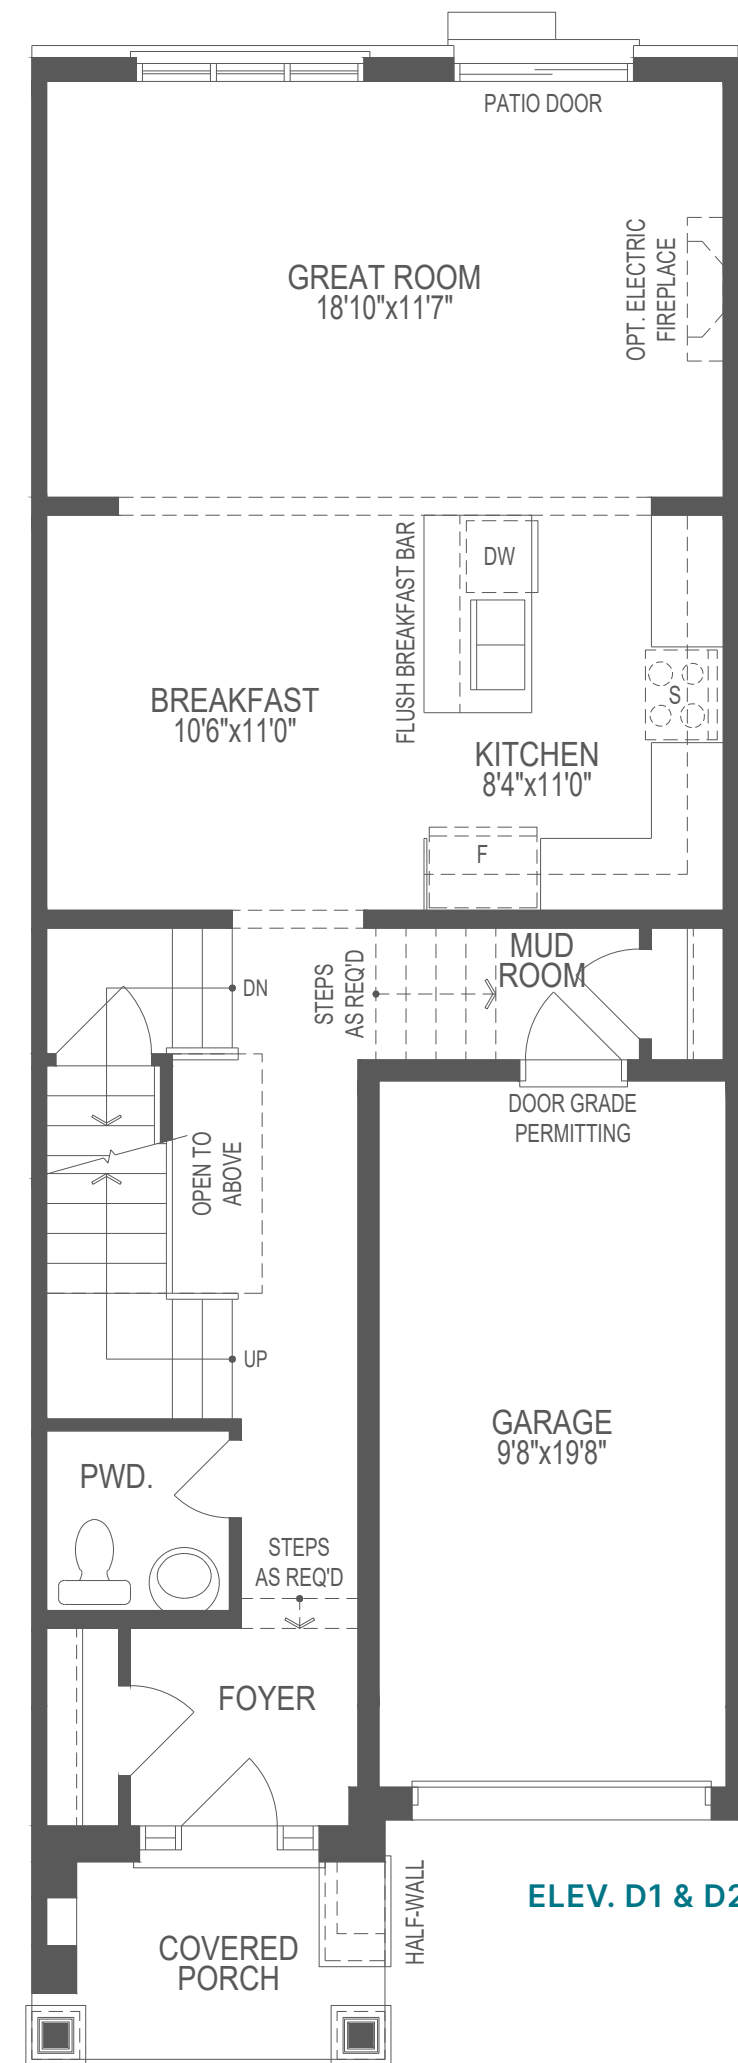 PATIO DOOR
OPT. ELECTRIC
FIREPLACE
GREAT ROOM
18'10"x11'7"
FLUSH BREAKFAST BAR
DW
BREAKFAST
10'6"x11'0"
S
KITCHEN
8'4"x11'0"
F
MUD
ROOM
STEPS
AS REQ'D
DN
DOOR GRADE
PERMITTING
OPEN TO
ABOVE
UP
GARAGE
9'8"x19'8"
PWD.
STEPS
AS REQ'D
FOYER
HALF-WALL
ELEV. D1 & D2
COVERED
PORCH